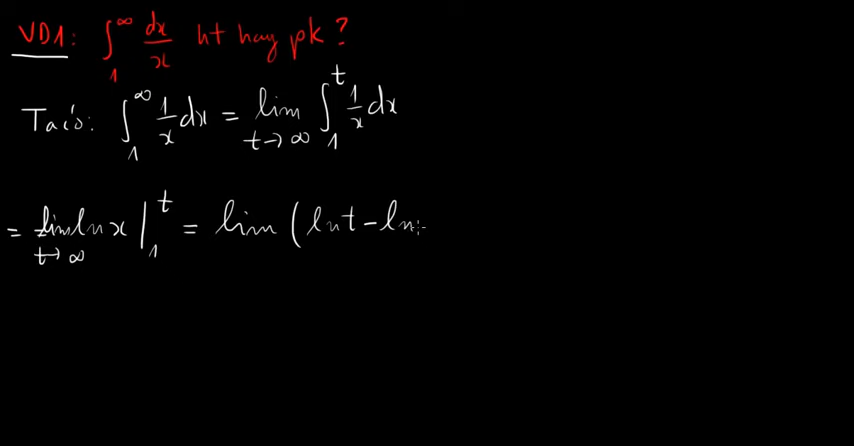 VD1: ∫₁^∞ dx/x ht hay pk ?
Ta có: ∫₁^∞ 1/x dx = lim_{t→∞} ∫₁^t 1/x dx
= lim_{t→∞} ln x |₁^t = lim (ln t - ln